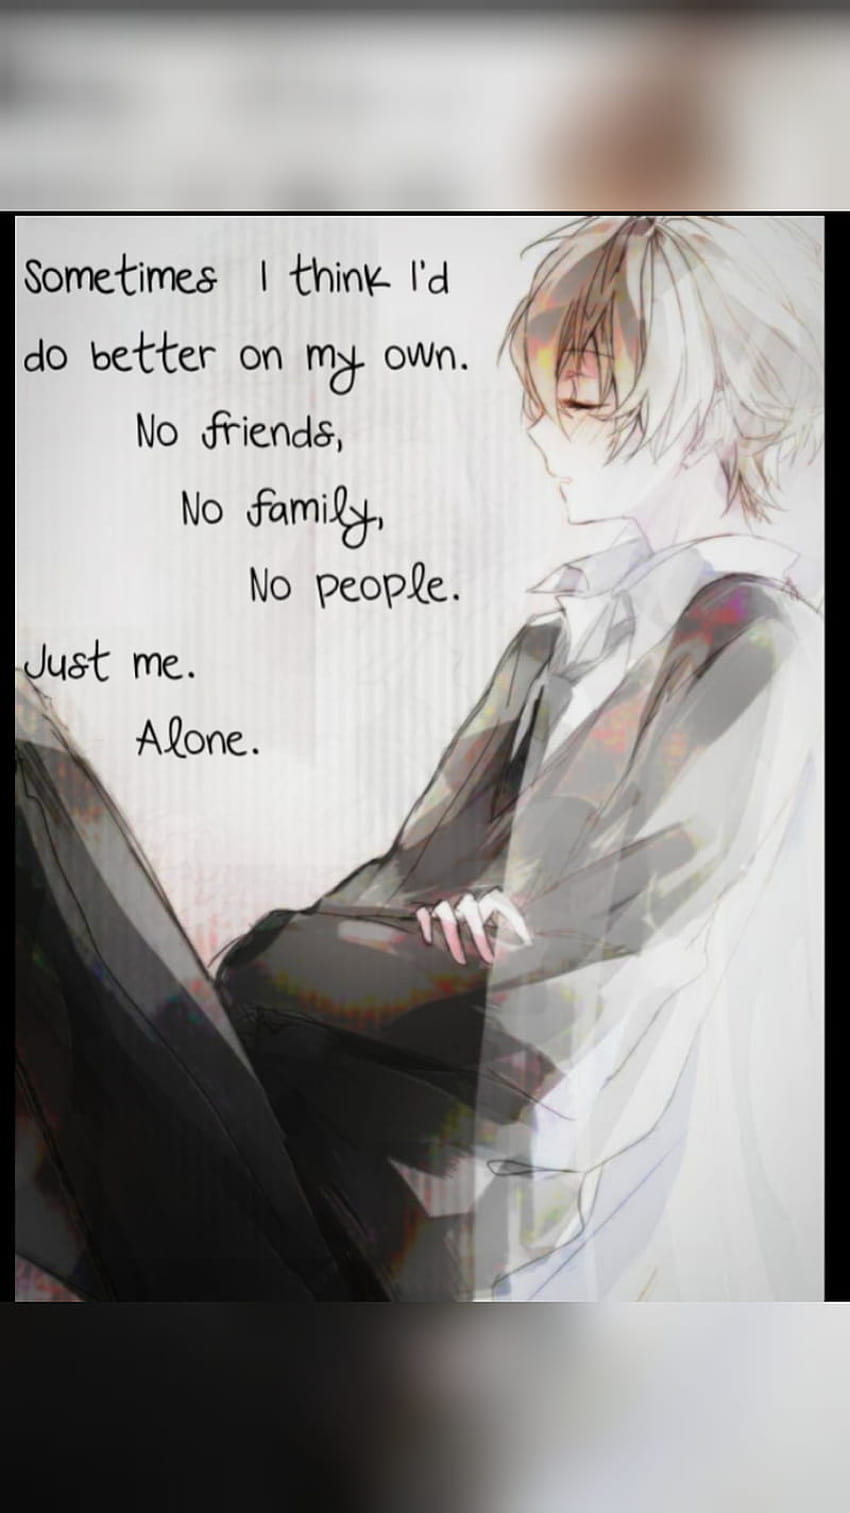 Sometimes I think I'd
do better on my own.
No friends,
No family,
No people.
Just me.
Alone.